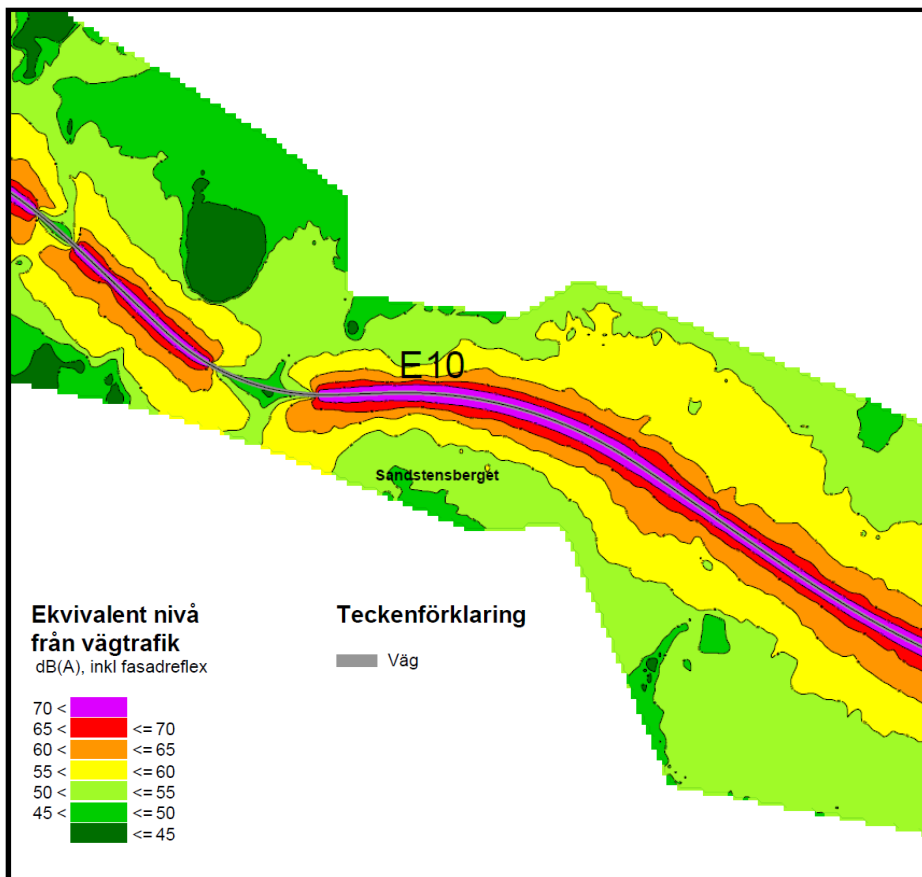 E10
Sandstensberget
Ekvivalent nivå
från vägtrafik
dB(A), inkl fasadreflex
70 <
65 < <= 70
60 < <= 65
55 < <= 60
50 < <= 55
45 < <= 50
<= 45
Teckenförklaring
Väg